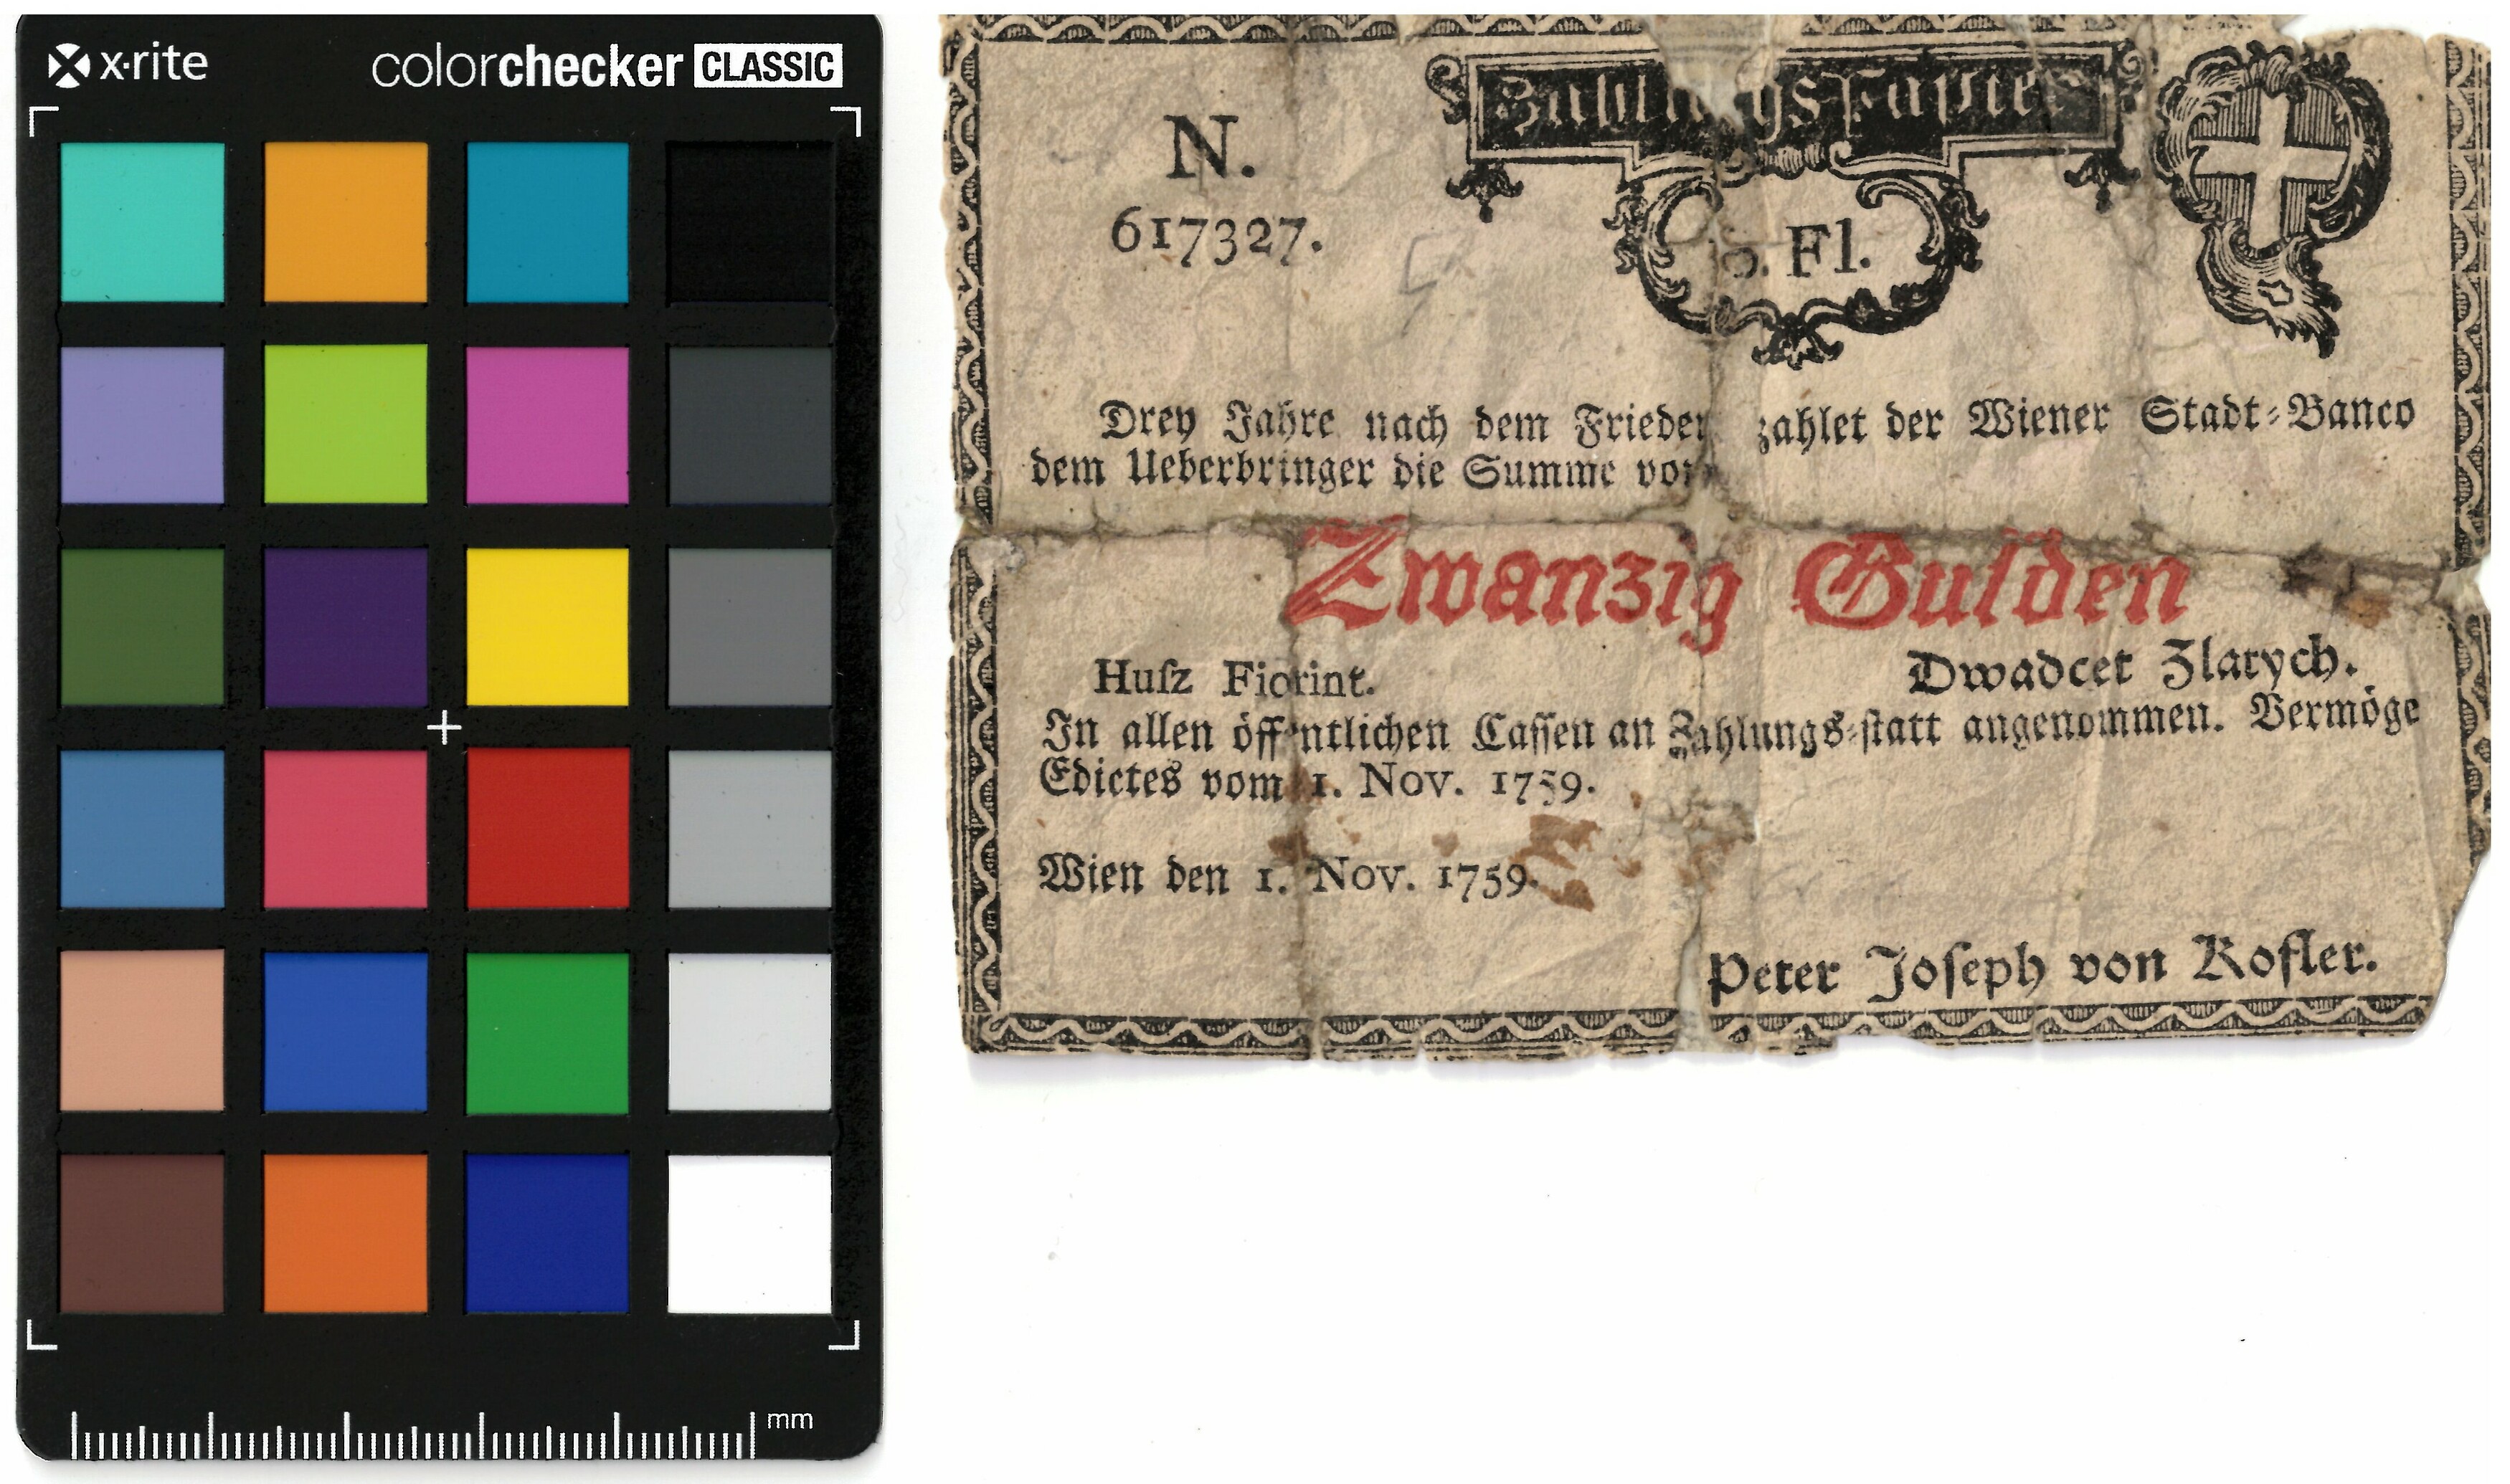 x·rite
colorchecker CLASSIC
mm
N.
617327.
Fl.
Drey Jahre nach dem Frieden zahlet der Wiener Stadt-Banco
dem Ueberbringer die Summe von
Zwanzig Gulden
Huſz Fiorint.
Dwadcet Zlatych.
In allen öffentlichen Caſſen an Zahlungs-ſtatt angenommen. Vermöge
Edictes vom 1. Nov. 1759.
Wien den 1. Nov. 1759.
Peter Joſeph von Kofler.